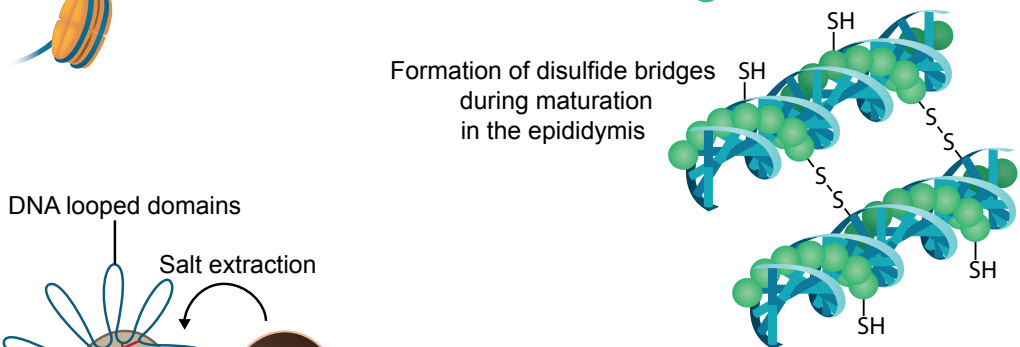 SH
Formation of disulfide bridges
during maturation
in the epididymis
SH
S
S
S
S
SH
SH
DNA looped domains
Salt extraction